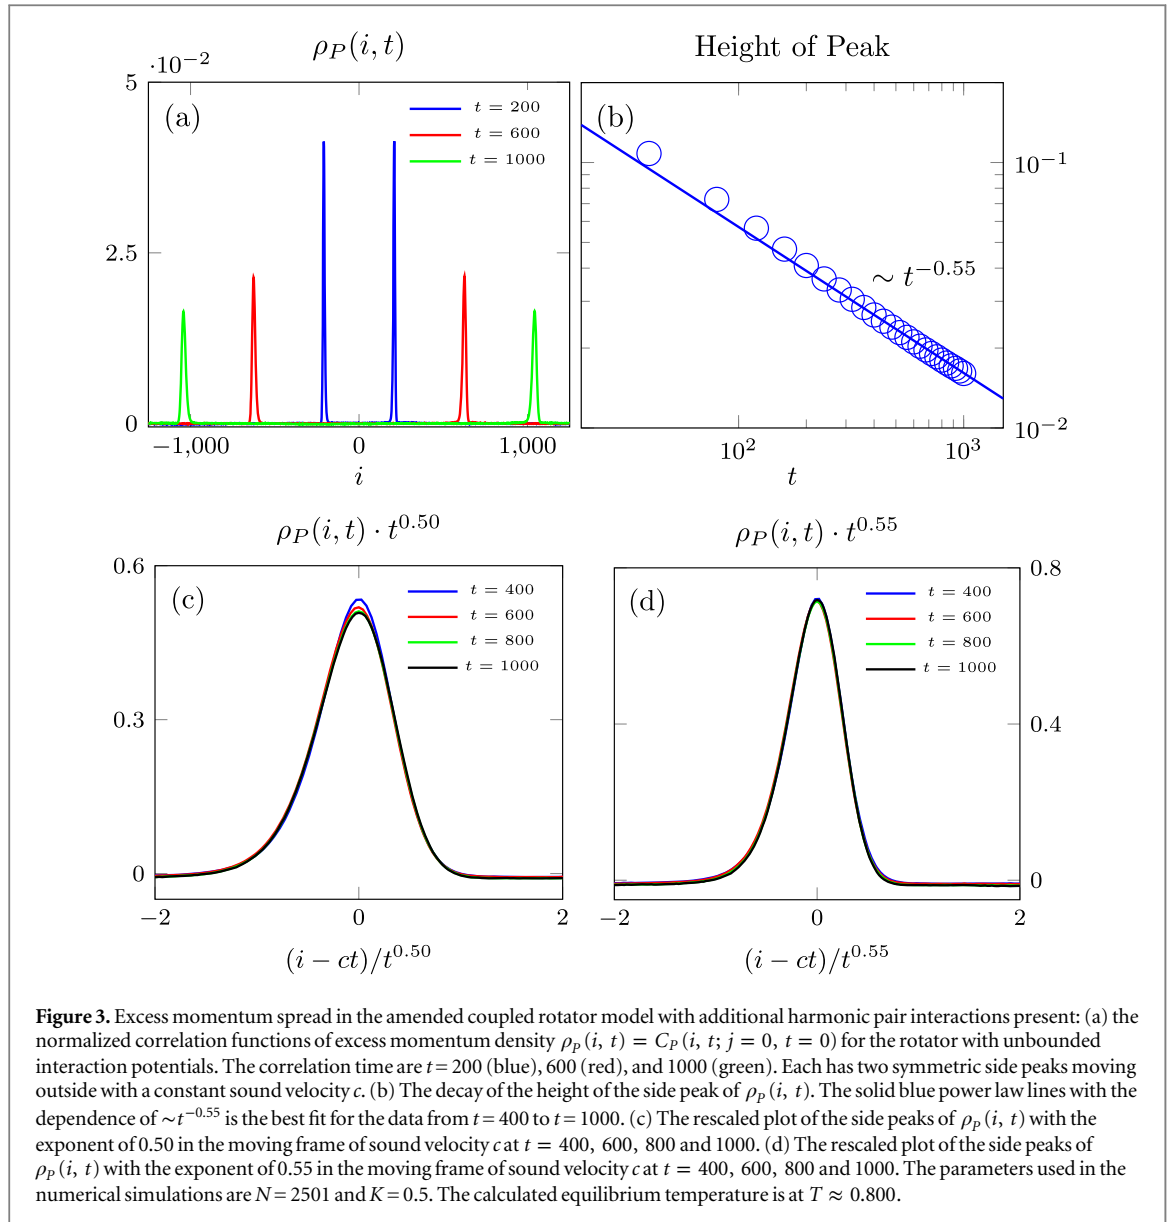 ρ_P(i, t)
·10^−2
5
2.5
0
(a)
t = 200
t = 600
t = 1000
−1,000 0 1,000
i
Height of Peak
(b)
∼ t^−0.55
10^−1
10^−2
10^2 10^3
t
ρ_P(i, t) · t^0.50
0.6
0.3
0
(c)
t = 400
t = 600
t = 800
t = 1000
−2 0 2
(i − ct)/t^0.50
ρ_P(i, t) · t^0.55
(d)
t = 400
t = 600
t = 800
t = 1000
0.8
0.4
0
−2 0 2
(i − ct)/t^0.55
Figure 3. Excess momentum spread in the amended coupled rotator model with additional harmonic pair interactions present: (a) the
normalized correlation functions of excess momentum density ρ_P(i, t) = C_P(i, t; j = 0, t = 0) for the rotator with unbounded
interaction potentials. The correlation time are t = 200 (blue), 600 (red), and 1000 (green). Each has two symmetric side peaks moving
outside with a constant sound velocity c. (b) The decay of the height of the side peak of ρ_P(i, t). The solid blue power law lines with the
dependence of ∼t^−0.55 is the best fit for the data from t = 400 to t = 1000. (c) The rescaled plot of the side peaks of ρ_P(i, t) with the
exponent of 0.50 in the moving frame of sound velocity c at t = 400, 600, 800 and 1000. (d) The rescaled plot of the side peaks of
ρ_P(i, t) with the exponent of 0.55 in the moving frame of sound velocity c at t = 400, 600, 800 and 1000. The parameters used in the
numerical simulations are N = 2501 and K = 0.5. The calculated equilibrium temperature is at T ≈ 0.800.